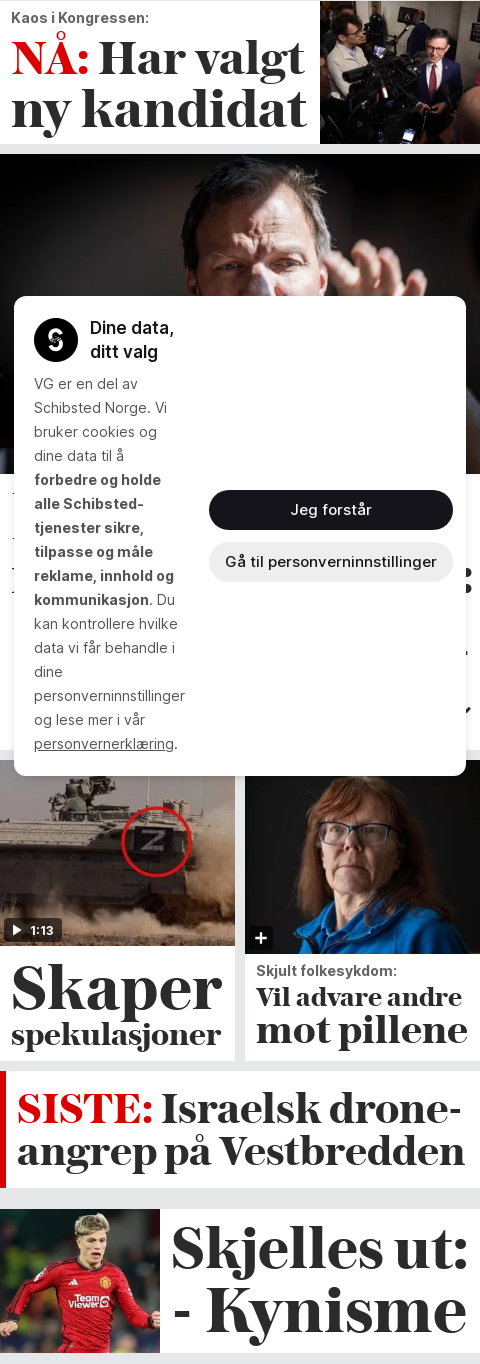 Kaos i Kongressen:
NÅ: Har valgt
ny kandidat
Dine data,
ditt valg
VG er en del av
Schibsted Norge. Vi
bruker cookies og
dine data til å
forbedre og holde
alle Schibsted-
tjenester sikre,
tilpasse og måle
reklame, innhold og
kommunikasjon. Du
kan kontrollere hvilke
data vi får behandle i
dine
personverninnstillinger
og lese mer i vår
personvernerklæring.
Jeg forstår
Gå til personverninnstillinger
1:13
Skaper
spekulasjoner
Skjult folkesykdom:
Vil advare andre
mot pillene
SISTE: Israelsk drone-
angrep på Vestbredden
TeamViewer
Skjelles ut:
- Kynisme